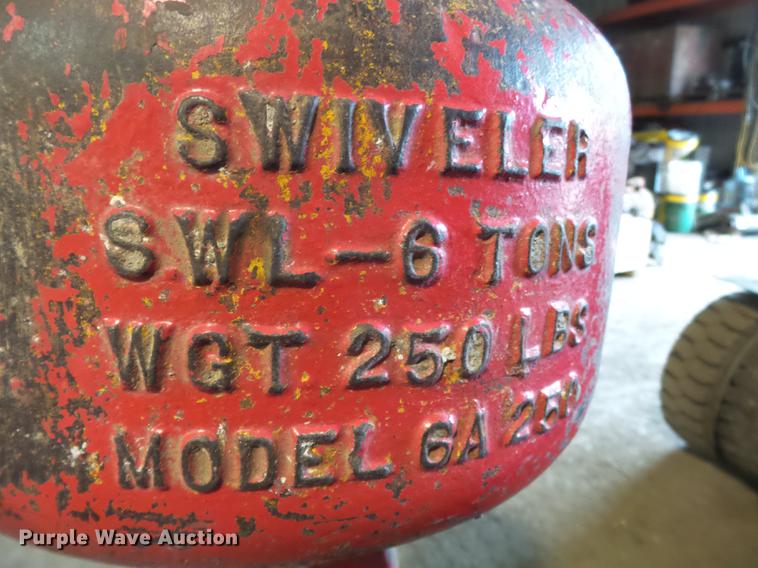 SWIVELER
SWL-6 TONS
WGT 250 LBS
MODEL 6A 250
Purple Wave Auction